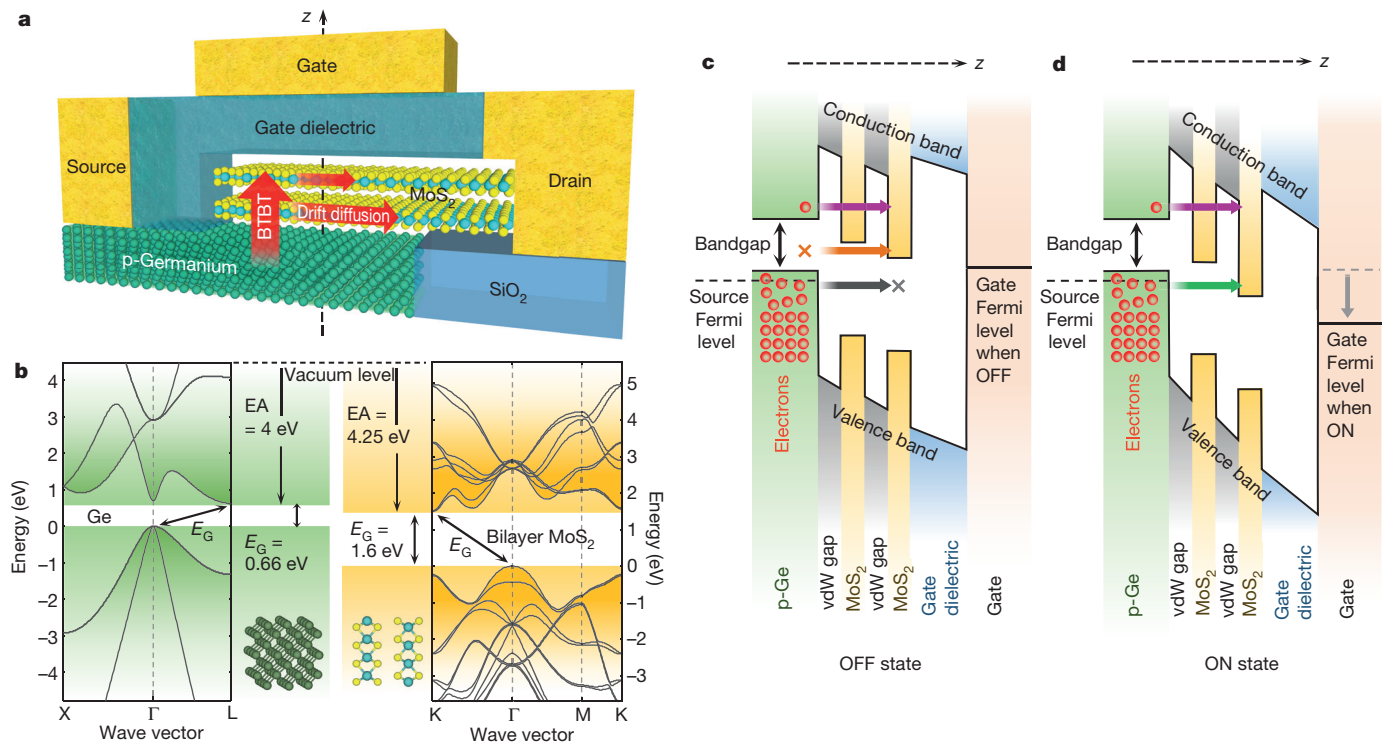 a
z
Gate
Gate dielectric
Source
Drain
MoS2
BTBT
Drift diffusion
p-Germanium
SiO2
b
Vacuum level
4
3
2
1
0
−1
−2
−3
−4
Energy (eV)
EA
= 4 eV
Ge
EG
EG =
0.66 eV
X
Γ
L
Wave vector
EA =
4.25 eV
EG =
1.6 eV
EG
Bilayer MoS2
5
4
3
2
1
0
−1
−2
−3
Energy (eV)
K
Γ
M
K
Wave vector
c
z
Conduction band
Bandgap
Source
Fermi
level
Gate
Fermi
level
when
OFF
Electrons
Valence band
p-Ge
vdW gap
MoS2
vdW gap
MoS2
Gate
dielectric
Gate
OFF state
d
z
Conduction band
Bandgap
Source
Fermi
level
Gate
Fermi
level
when
ON
Electrons
Valence band
p-Ge
vdW gap
MoS2
vdW gap
MoS2
Gate
dielectric
Gate
ON state